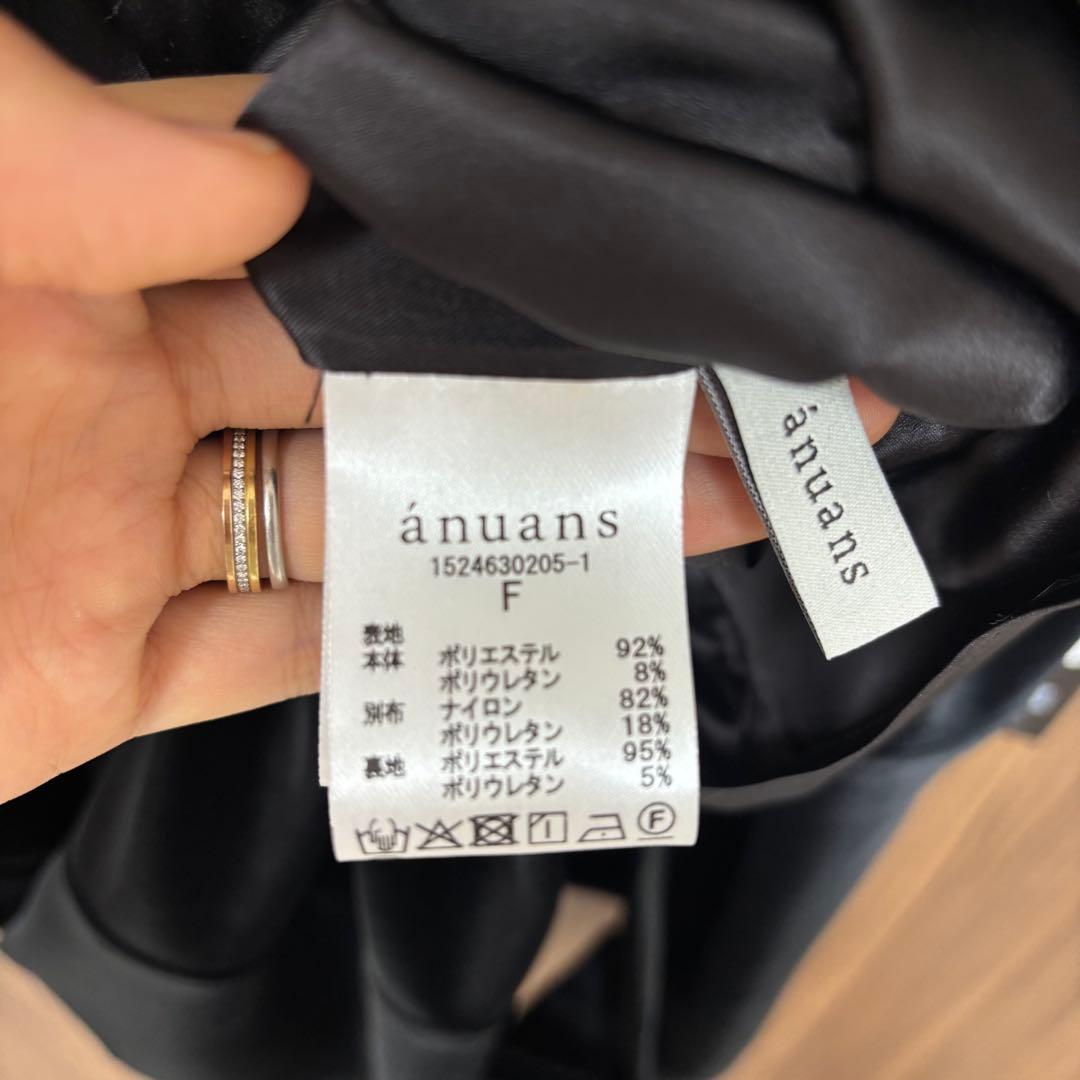 ánuans
1524630205-1
F
表地
本体 ポリエステル 92%
ポリウレタン 8%
別布 ナイロン 82%
ポリウレタン 18%
裏地 ポリエステル 95%
ポリウレタン 5%
F
ánuans